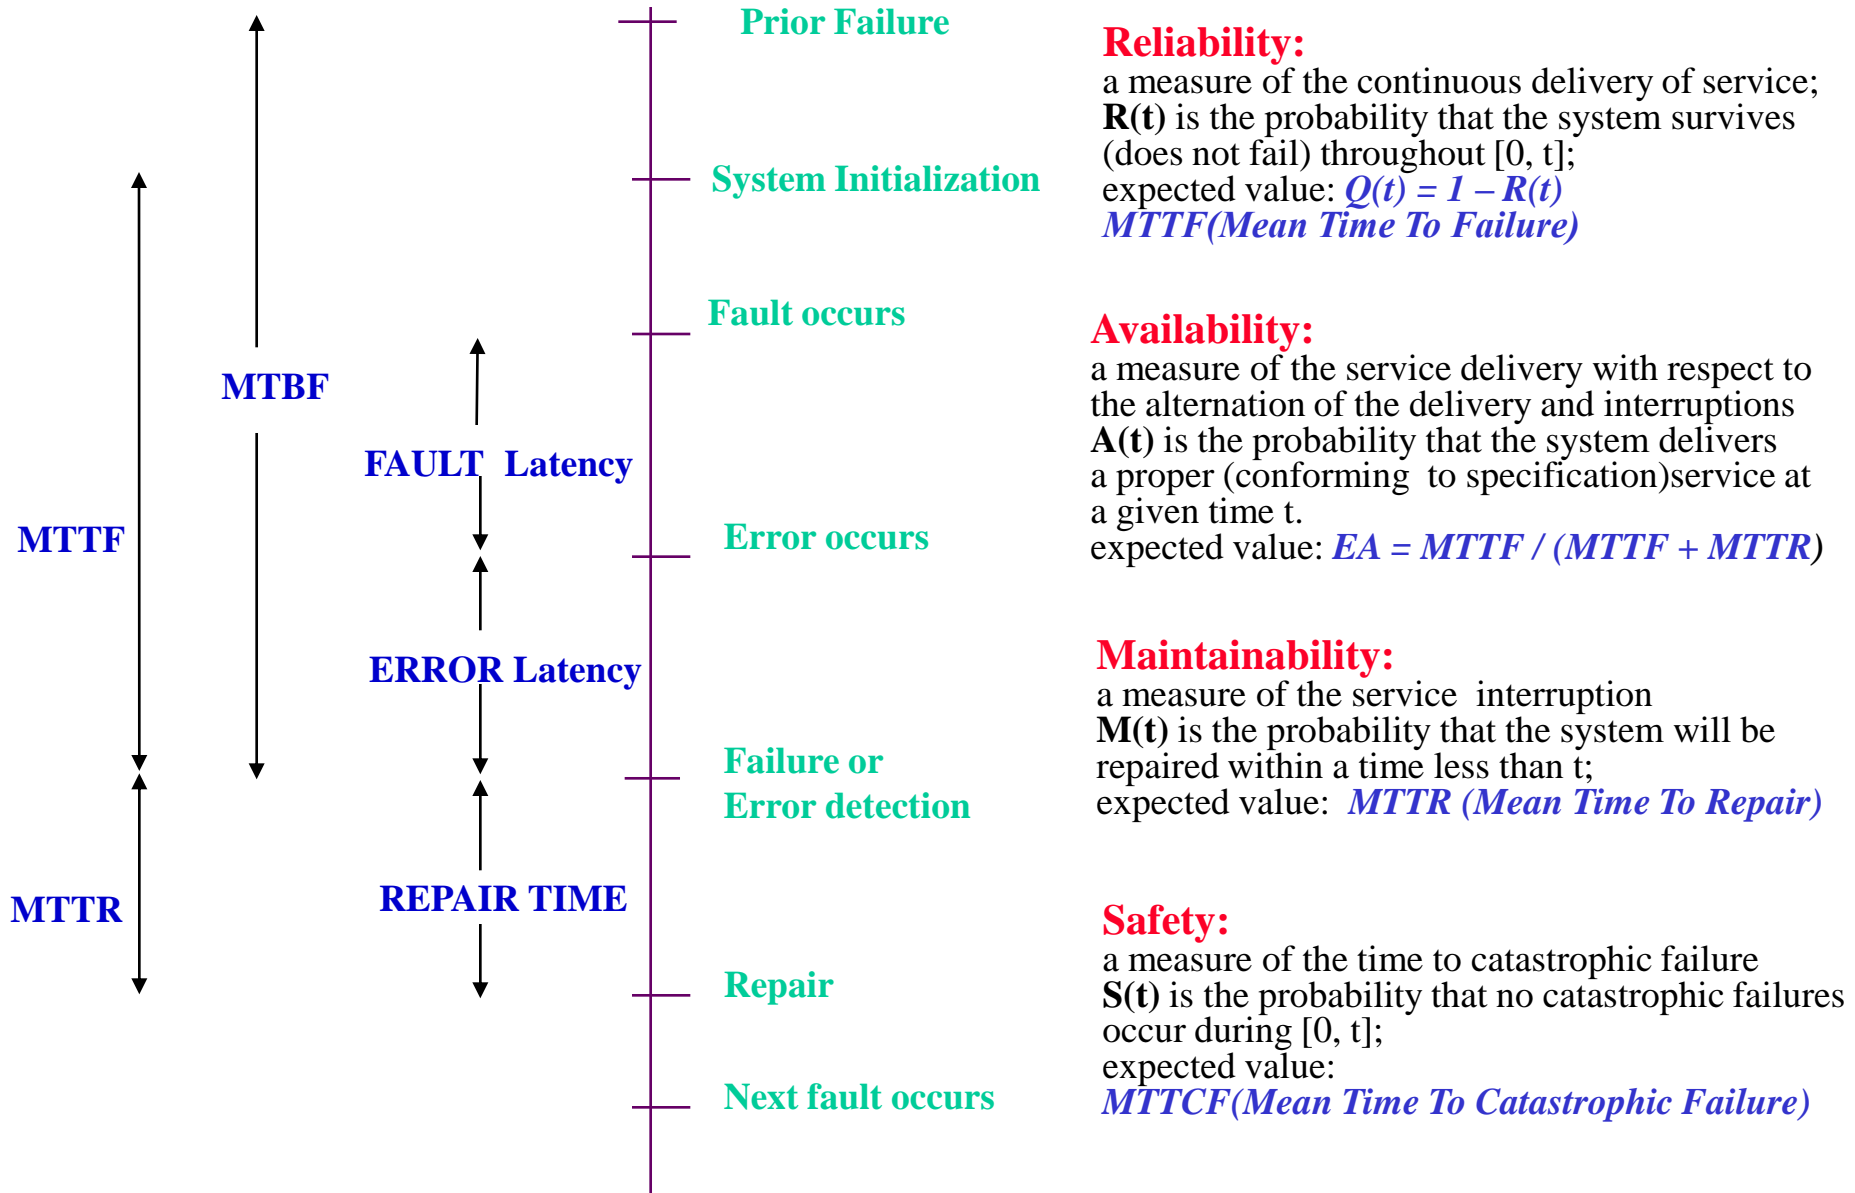 Prior Failure
System Initialization
Fault occurs
MTBF
FAULT  Latency
MTTF
Error occurs
ERROR Latency
Failure or
Error detection
MTTR
REPAIR TIME
Repair
Next fault occurs
Reliability:
a measure of the continuous delivery of service;
R(t) is the probability that the system survives
(does not fail) throughout [0, t];
expected value: Q(t) = 1 – R(t)
MTTF(Mean Time To Failure)
Availability:
a measure of the service delivery with respect to
the alternation of the delivery and interruptions
A(t) is the probability that the system delivers
a proper (conforming  to specification)service at
a given time t.
expected value: EA = MTTF / (MTTF + MTTR)
Maintainability:
a measure of the service  interruption
M(t) is the probability that the system will be
repaired within a time less than t;
expected value:  MTTR (Mean Time To Repair)
Safety:
a measure of the time to catastrophic failure
S(t) is the probability that no catastrophic failures
occur during [0, t];
expected value:
MTTCF(Mean Time To Catastrophic Failure)